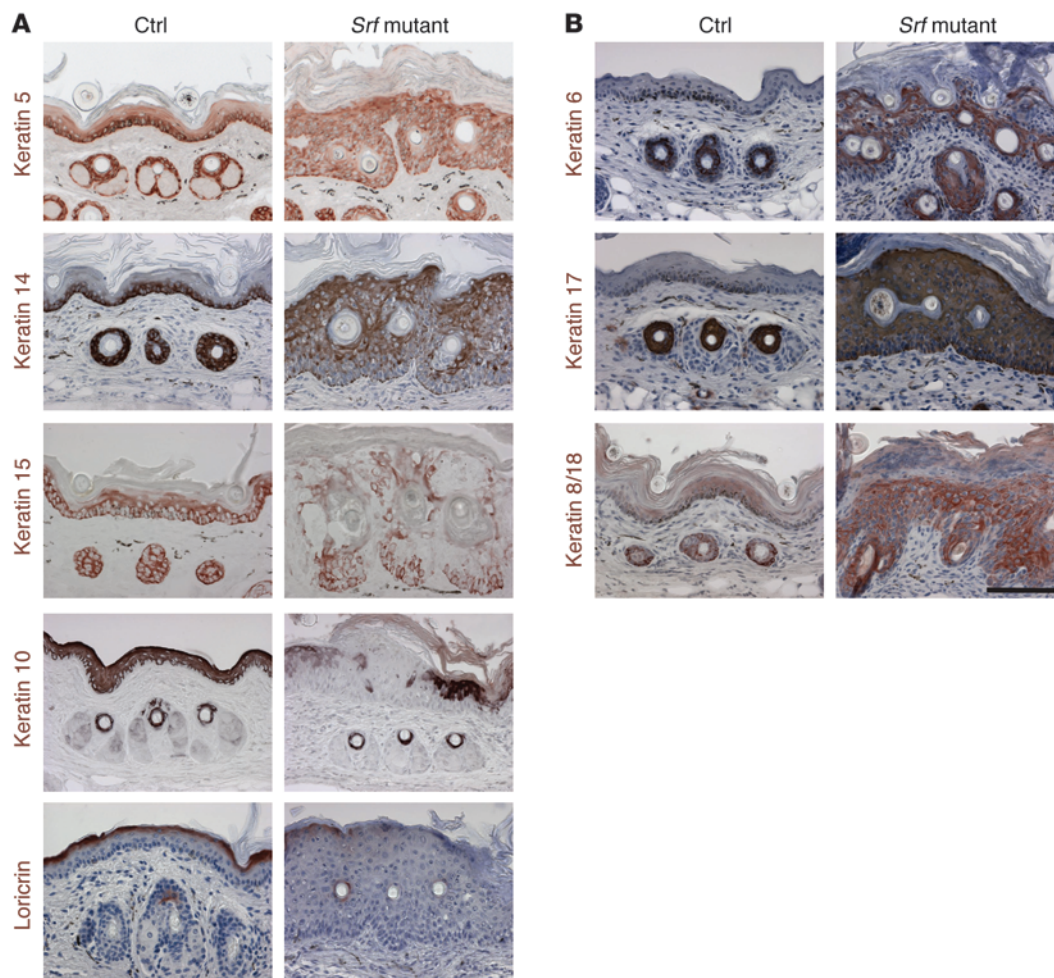 A
Ctrl
Srf mutant
Keratin 5
Keratin 14
Keratin 15
Keratin 10
Loricrin
B
Ctrl
Srf mutant
Keratin 6
Keratin 17
Keratin 8/18